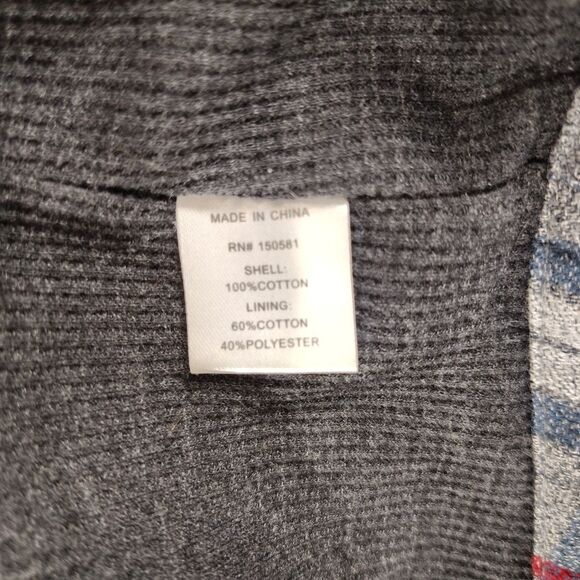 MADE IN CHINA
RN# 150581
SHELL:
100%COTTON
LINING:
60%COTTON
40%POLYESTER